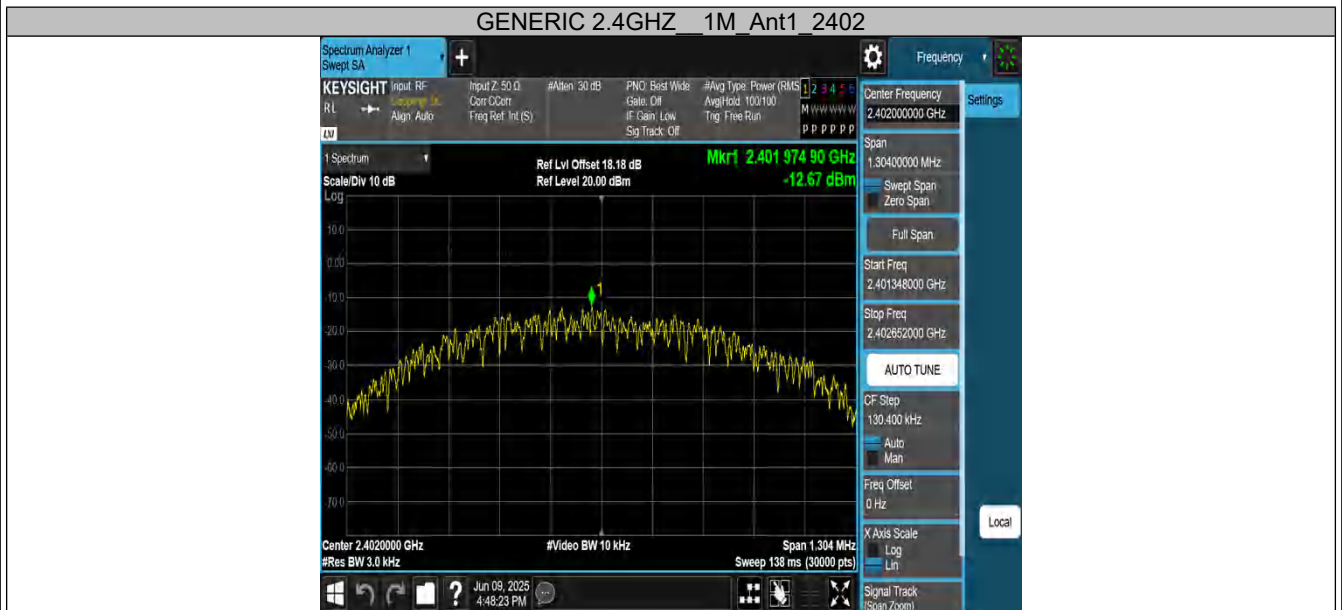 GENERIC 2.4GHZ__1M_Ant1_2402
Spectrum Analyzer 1
Swept SA
+
Frequency
KEYSIGHT
RL
LXI
Input: RF
Coupling: DC
Align: Auto
Input Z: 50 Ω
Corr CCorr
Freq Ref: Int (S)
#Atten: 30 dB
PNO: Best Wide
Gate: Off
IF Gain: Low
Sig Track: Off
#Avg Type: Power (RMS
Avg|Hold: 100/100
Trig: Free Run
1 2 3 4 5 6
M W W W W W
P P P P P P
1 Spectrum
Scale/Div 10 dB
Log
Ref Lvl Offset 18.18 dB
Ref Level 20.00 dBm
Mkr1 2.401 974 90 GHz
-12.67 dBm
10.0
0.00
-10.0
-20.0
-30.0
-40.0
-50.0
-60.0
-70.0
1
Center 2.4020000 GHz
#Res BW 3.0 kHz
#Video BW 10 kHz
Span 1.304 MHz
Sweep 138 ms (30000 pts)
Center Frequency
2.402000000 GHz
Settings
Span
1.30400000 MHz
Swept Span
Zero Span
Full Span
Start Freq
2.401348000 GHz
Stop Freq
2.402652000 GHz
AUTO TUNE
CF Step
130.400 kHz
Auto
Man
Freq Offset
0 Hz
X Axis Scale
Log
Lin
Local
Signal Track
(Span Zoom)
?
Jun 09, 2025
4:48:23 PM